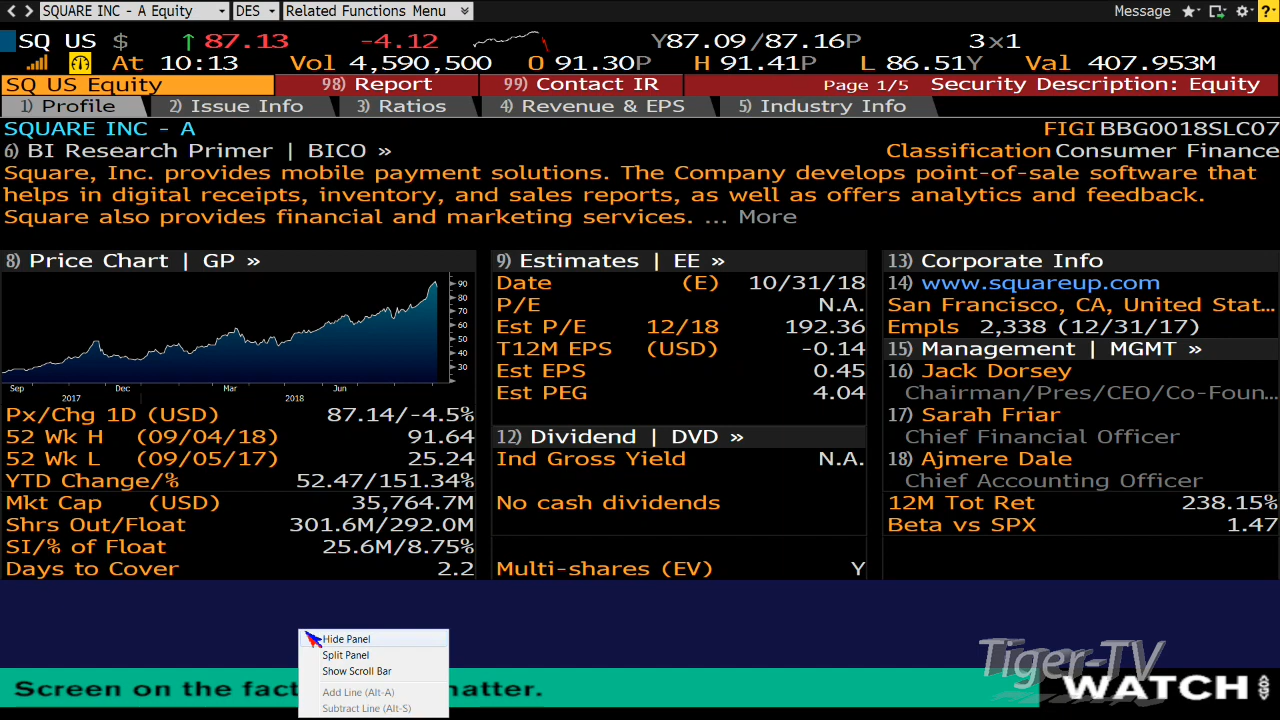 SQUARE INC - A Equity DES Related Functions Menu Message
SQ US $ ↑ 87.13 -4.12 Y87.09/87.16P 3×1
At 10:13 Vol 4,590,500 O 91.30P H 91.41P L 86.51Y Val 407.953M
SQ US Equity 98) Report 99) Contact IR Page 1/5 Security Description: Equity
1) Profile 2) Issue Info 3) Ratios 4) Revenue & EPS 5) Industry Info
SQUARE INC - A FIGI BBG0018SLC07
6) BI Research Primer | BICO » Classification Consumer Finance
Square, Inc. provides mobile payment solutions. The Company develops point-of-sale software that
helps in digital receipts, inventory, and sales reports, as well as offers analytics and feedback.
Square also provides financial and marketing services. ... More
8) Price Chart | GP »
90
80
70
60
50
40
30
Sep Dec Mar Jun
2017 2018
Px/Chg 1D (USD) 87.14/-4.5%
52 Wk H (09/04/18) 91.64
52 Wk L (09/05/17) 25.24
YTD Change/% 52.47/151.34%
Mkt Cap (USD) 35,764.7M
Shrs Out/Float 301.6M/292.0M
SI/% of Float 25.6M/8.75%
Days to Cover 2.2
9) Estimates | EE »
Date (E) 10/31/18
P/E N.A.
Est P/E 12/18 192.36
T12M EPS (USD) -0.14
Est EPS 0.45
Est PEG 4.04
12) Dividend | DVD »
Ind Gross Yield N.A.
No cash dividends
Multi-shares (EV) Y
13) Corporate Info
14) www.squareup.com
San Francisco, CA, United Stat...
Empls 2,338 (12/31/17)
15) Management | MGMT »
16) Jack Dorsey
Chairman/Pres/CEO/Co-Foun...
17) Sarah Friar
Chief Financial Officer
18) Ajmere Dale
Chief Accounting Officer
12M Tot Ret 238.15%
Beta vs SPX 1.47
Hide Panel
Split Panel
Show Scroll Bar
Add Line (Alt-A)
Subtract Line (Alt-S)
Screen on the fact matter.
Tiger-TV
WATCH